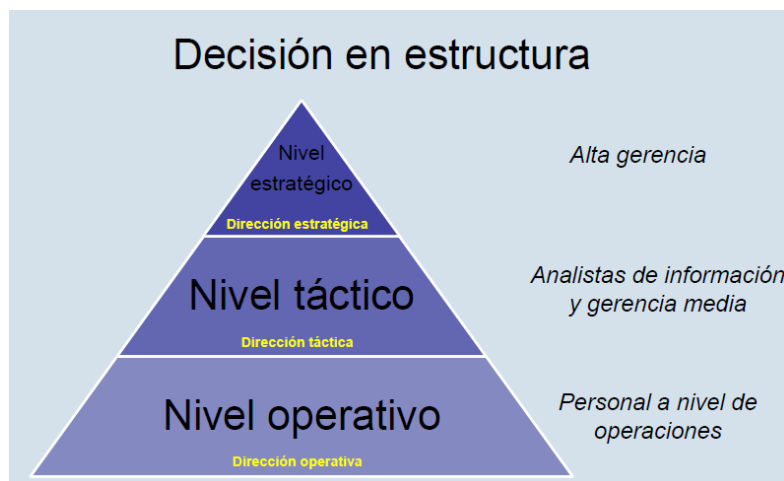 Decisión en estructura
Nivel
estratégico
Dirección estratégica
Alta gerencia
Nivel táctico
Dirección táctica
Analistas de información
y gerencia media
Nivel operativo
Dirección operativa
Personal a nivel de
operaciones